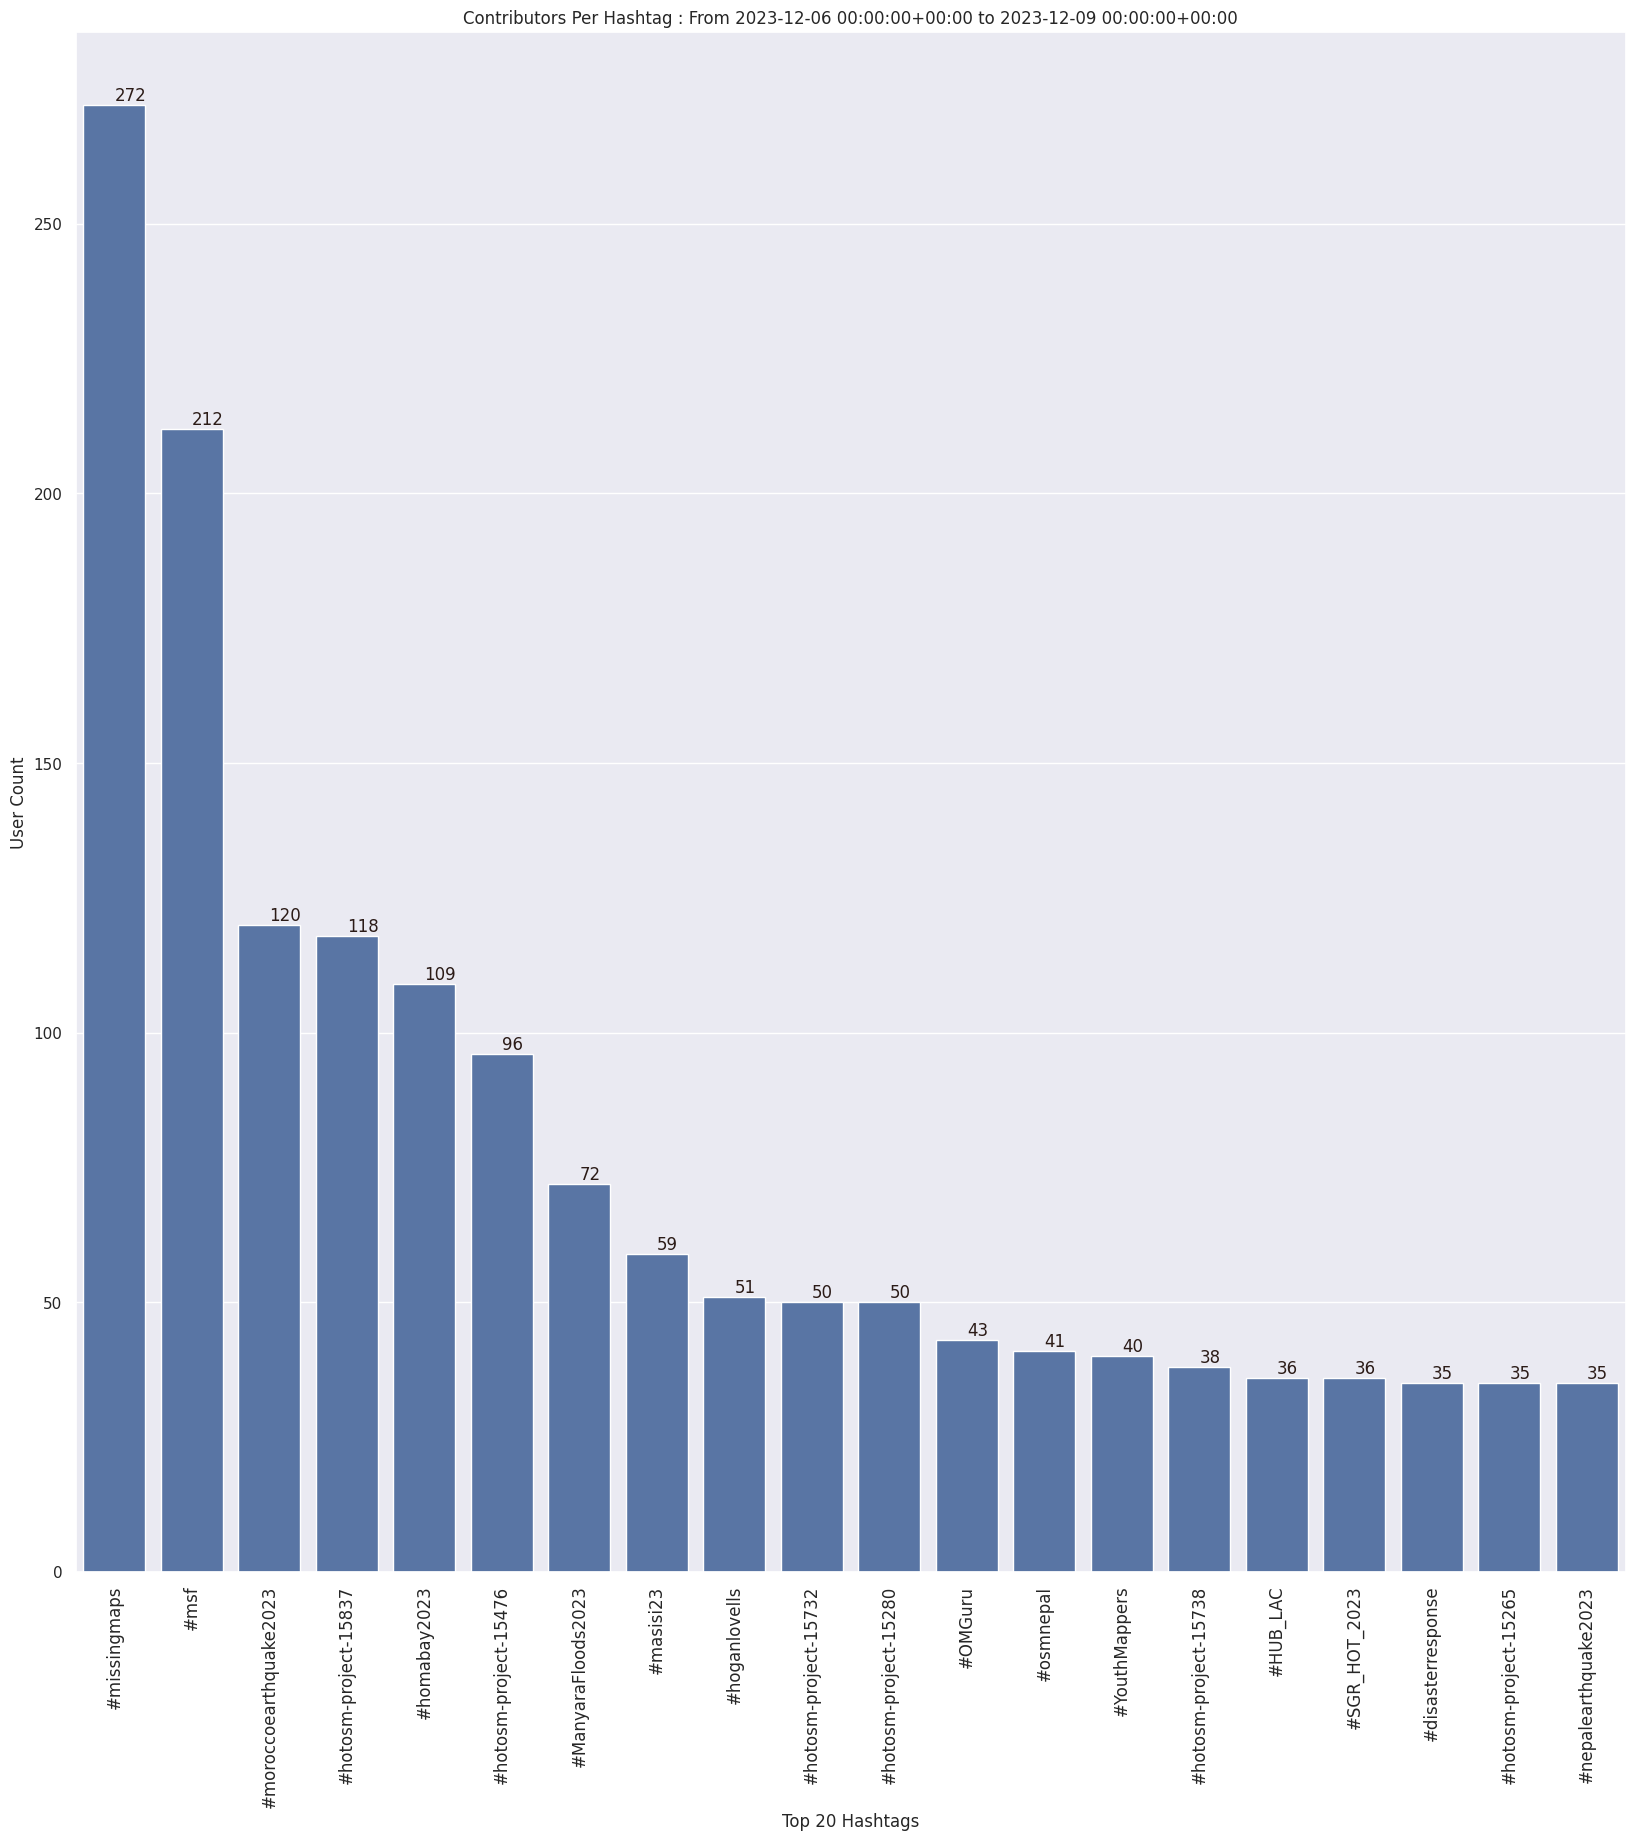 Contributors Per Hashtag : From 2023-12-06 00:00:00+00:00 to 2023-12-09 00:00:00+00:00
272
212
120
118
109
96
72
59
51
50
50
43
41
40
38
36
36
35
35
35
250
200
150
100
50
0
User Count
#missingmaps
#msf
#moroccoearthquake2023
#hotosm-project-15837
#homabay2023
#hotosm-project-15476
#ManyaraFloods2023
#masisi23
#hoganlovells
#hotosm-project-15732
#hotosm-project-15280
#OMGuru
#osmnepal
#YouthMappers
#hotosm-project-15738
#HUB_LAC
#SGR_HOT_2023
#disasterresponse
#hotosm-project-15265
#nepalearthquake2023
Top 20 Hashtags